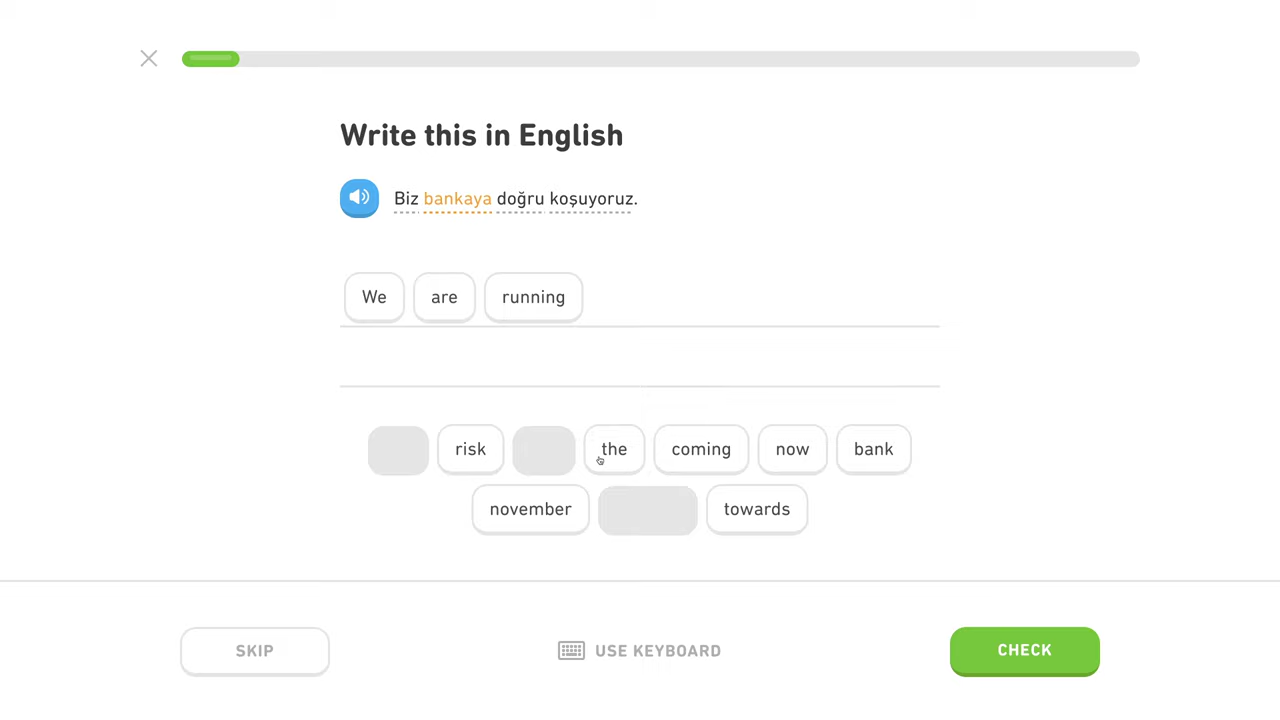 Write this in English
Biz bankaya doğru koşuyoruz.
We are running
risk the coming now bank
november towards
SKIP USE KEYBOARD CHECK